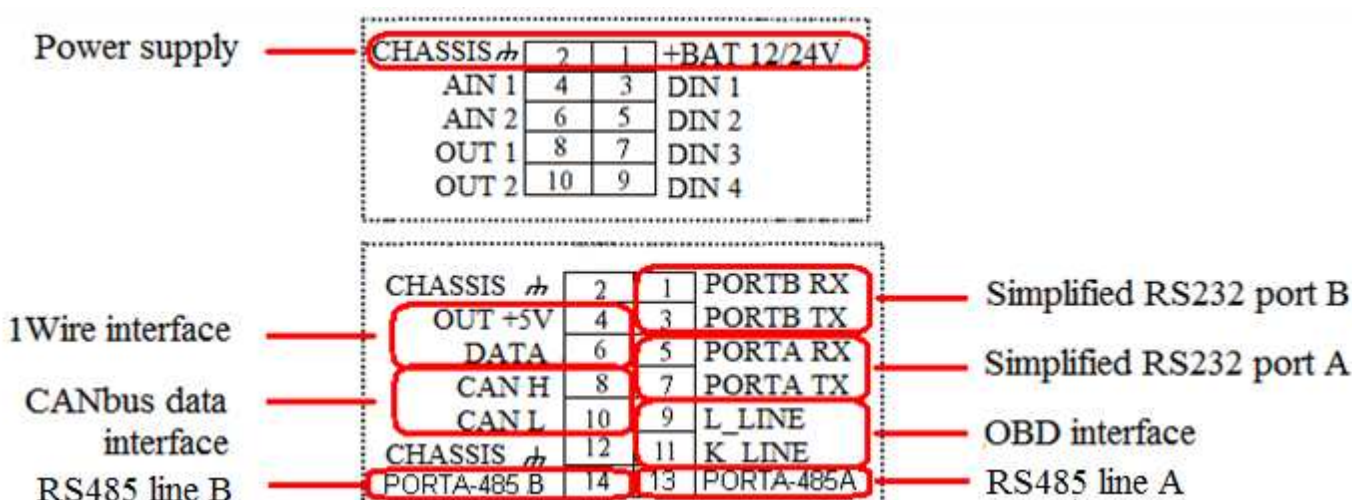 Power supply
CHASSIS 2 1 +BAT 12/24V
AIN 1 4 3 DIN 1
AIN 2 6 5 DIN 2
OUT 1 8 7 DIN 3
OUT 2 10 9 DIN 4
CHASSIS 2 1 PORTB RX
OUT +5V 4 3 PORTB TX
DATA 6 5 PORTA RX
CAN H 8 7 PORTA TX
CAN L 10 9 L_LINE
CHASSIS 12 11 K_LINE
PORTA-485 B 14 13 PORTA-485A
1Wire interface
CANbus data
interface
RS485 line B
Simplified RS232 port B
Simplified RS232 port A
OBD interface
RS485 line A